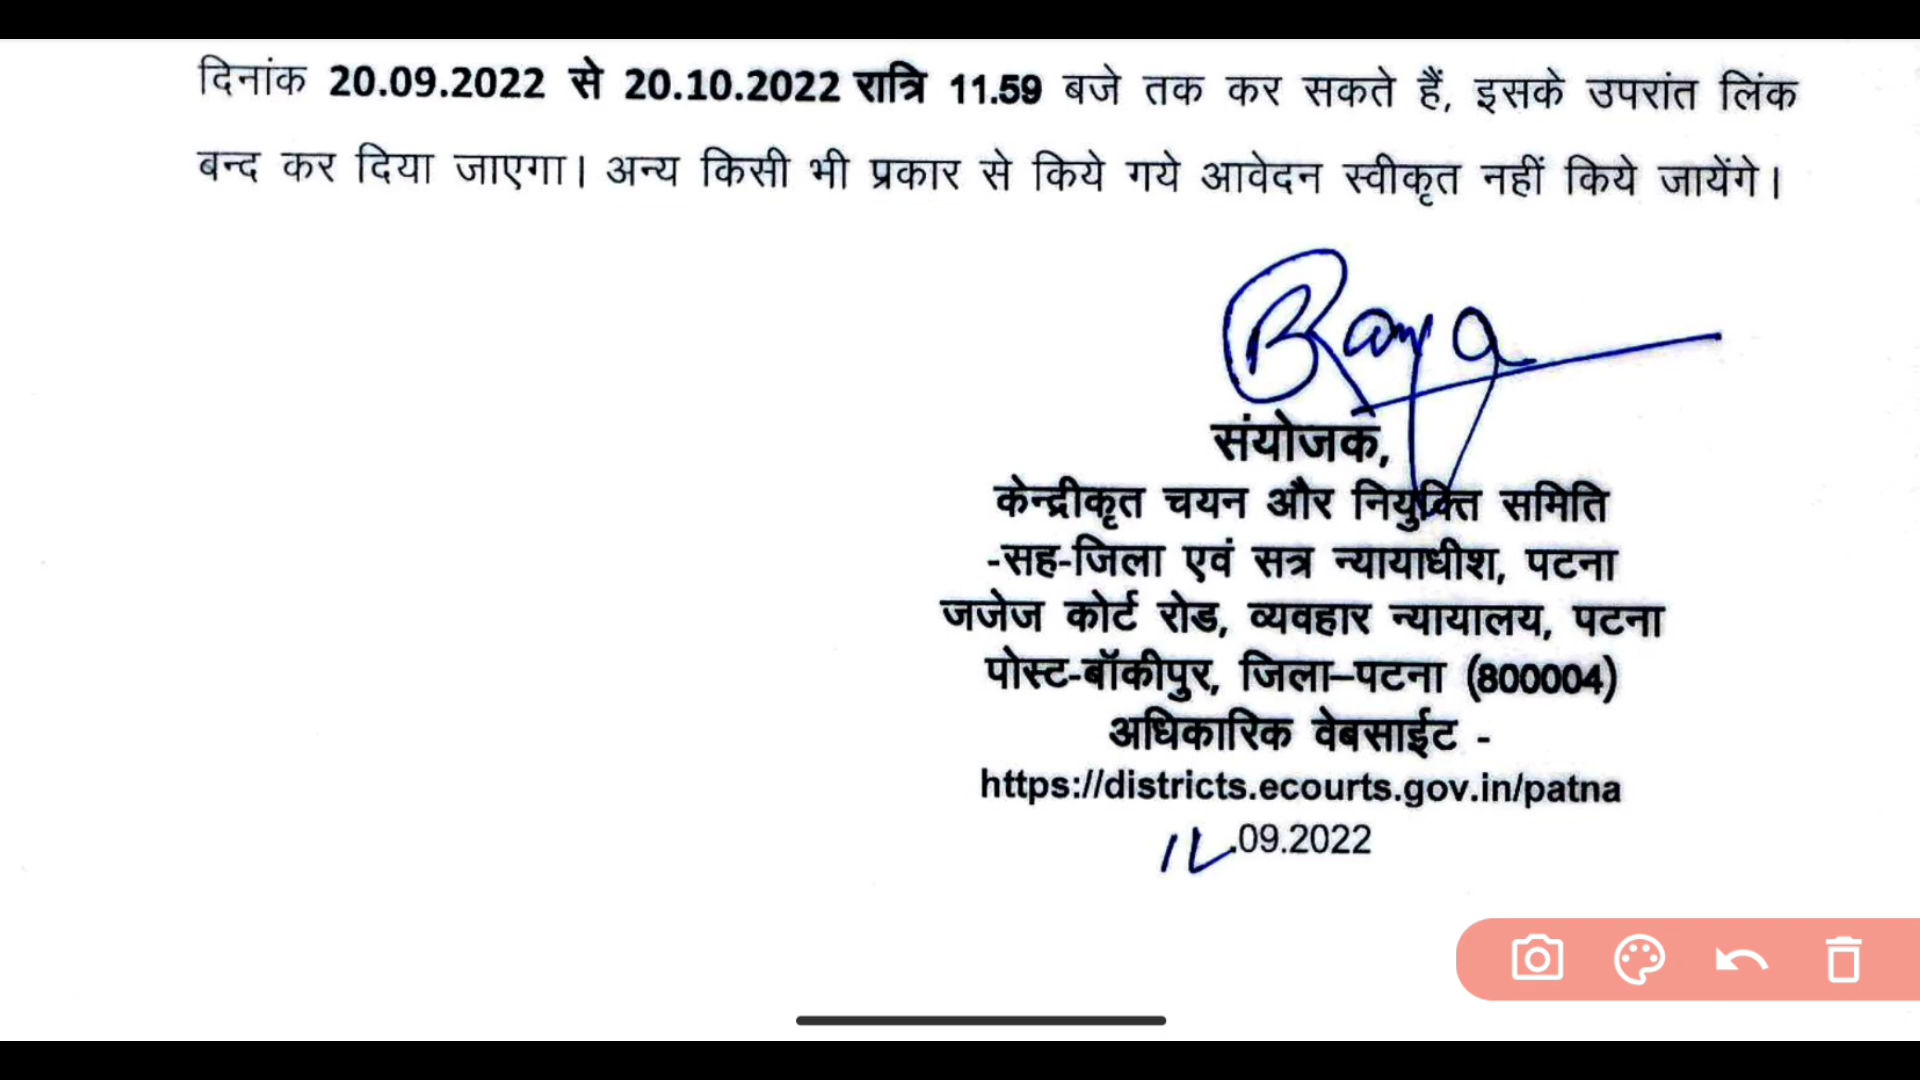 दिनांक 20.09.2022 से 20.10.2022 रात्रि 11.59 बजे तक कर सकते हैं, इसके उपरांत लिंक
बन्द कर दिया जाएगा। अन्य किसी भी प्रकार से किये गये आवेदन स्वीकृत नहीं किये जायेंगे।
संयोजक,
केन्द्रीकृत चयन और नियुक्ति समिति
-सह-जिला एवं सत्र न्यायाधीश, पटना
जजेज कोर्ट रोड, व्यवहार न्यायालय, पटना
पोस्ट-बॉकीपुर, जिला–पटना (800004)
अधिकारिक वेबसाईट -
https://districts.ecourts.gov.in/patna
.09.2022